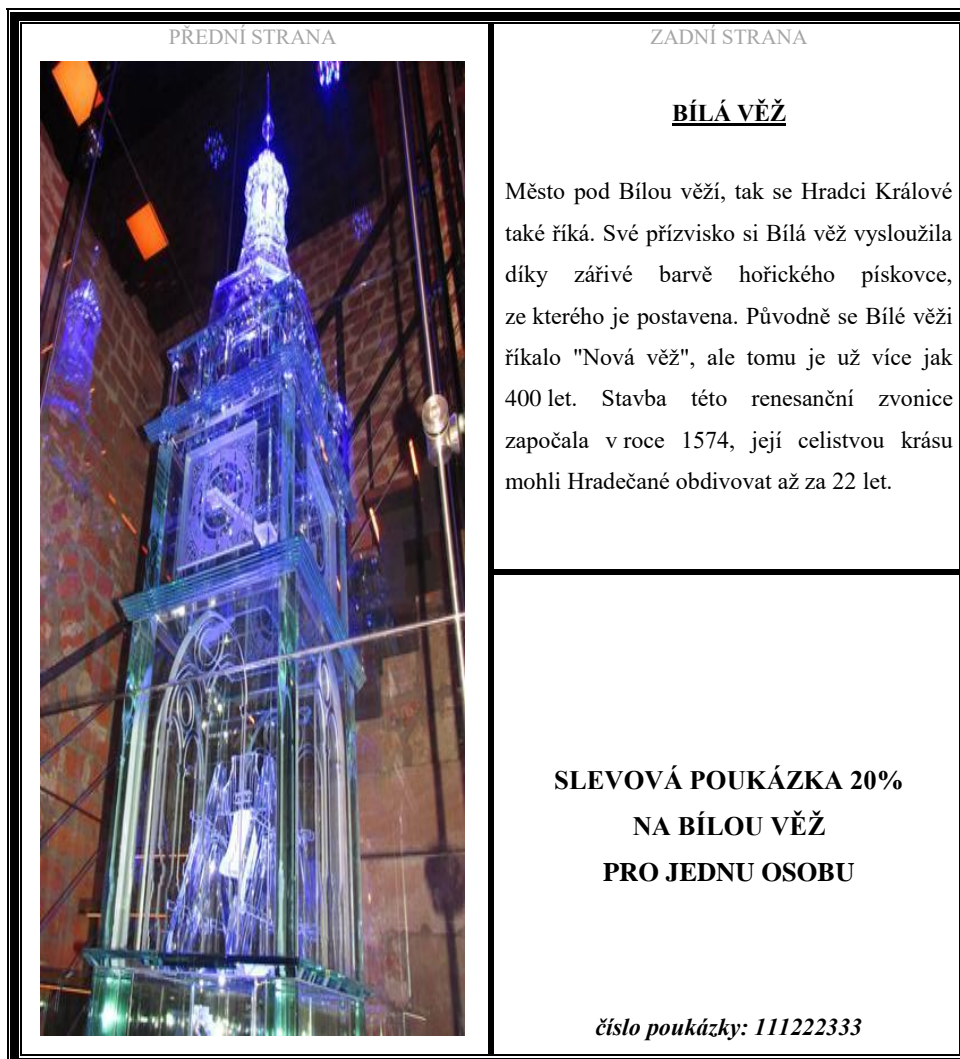 PŘEDNÍ STRANA
ZADNÍ STRANA
BÍLÁ VĚŽ
Město pod Bílou věží, tak se Hradci Králové
také říká. Své přízvisko si Bílá věž vysloužila
díky zářivé barvě hořického pískovce,
ze kterého je postavena. Původně se Bílé věži
říkalo "Nová věž", ale tomu je už více jak
400 let. Stavba této renesanční zvonice
započala v roce 1574, její celistvou krásu
mohli Hradečané obdivovat až za 22 let.
SLEVOVÁ POUKÁZKA 20%
NA BÍLOU VĚŽ
PRO JEDNU OSOBU
číslo poukázky: 111222333